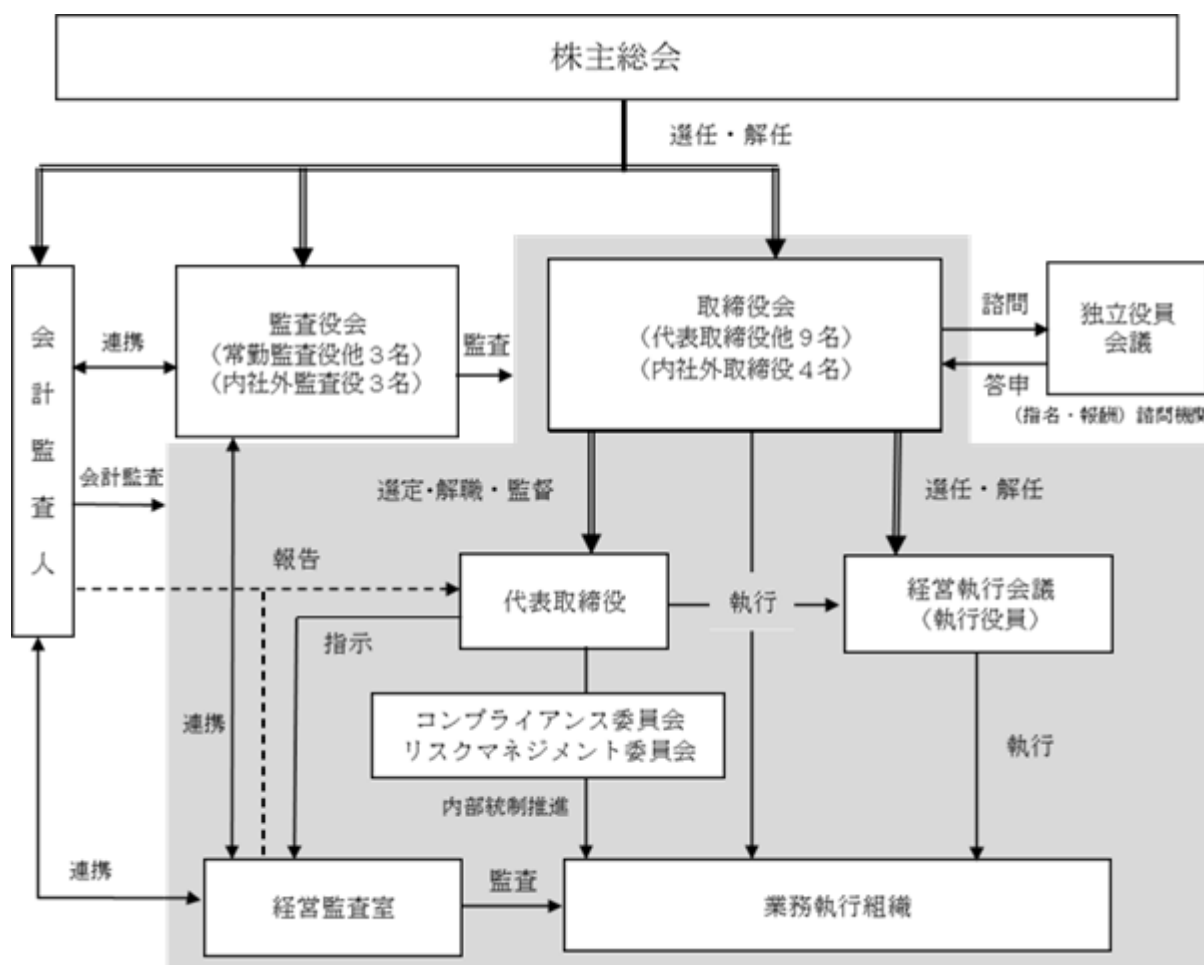 株主総会
選任・解任
会計監査人
監査役会
（常勤監査役他３名）
（内社外監査役３名）
取締役会
（代表取締役他９名）
（内社外取締役４名）
独立役員
会議
連携
監査
諮問
答申
（指名・報酬）諮問機関
会計監査
選定・解職・監督
選任・解任
報告
代表取締役
執行
経営執行会議
（執行役員）
指示
連携
コンプライアンス委員会
リスクマネジメント委員会
執行
内部統制推進
連携
経営監査室
監査
業務執行組織